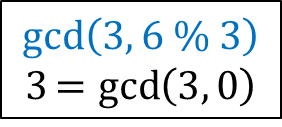 gcd(3, 6 % 3)
3 = gcd(3, 0)